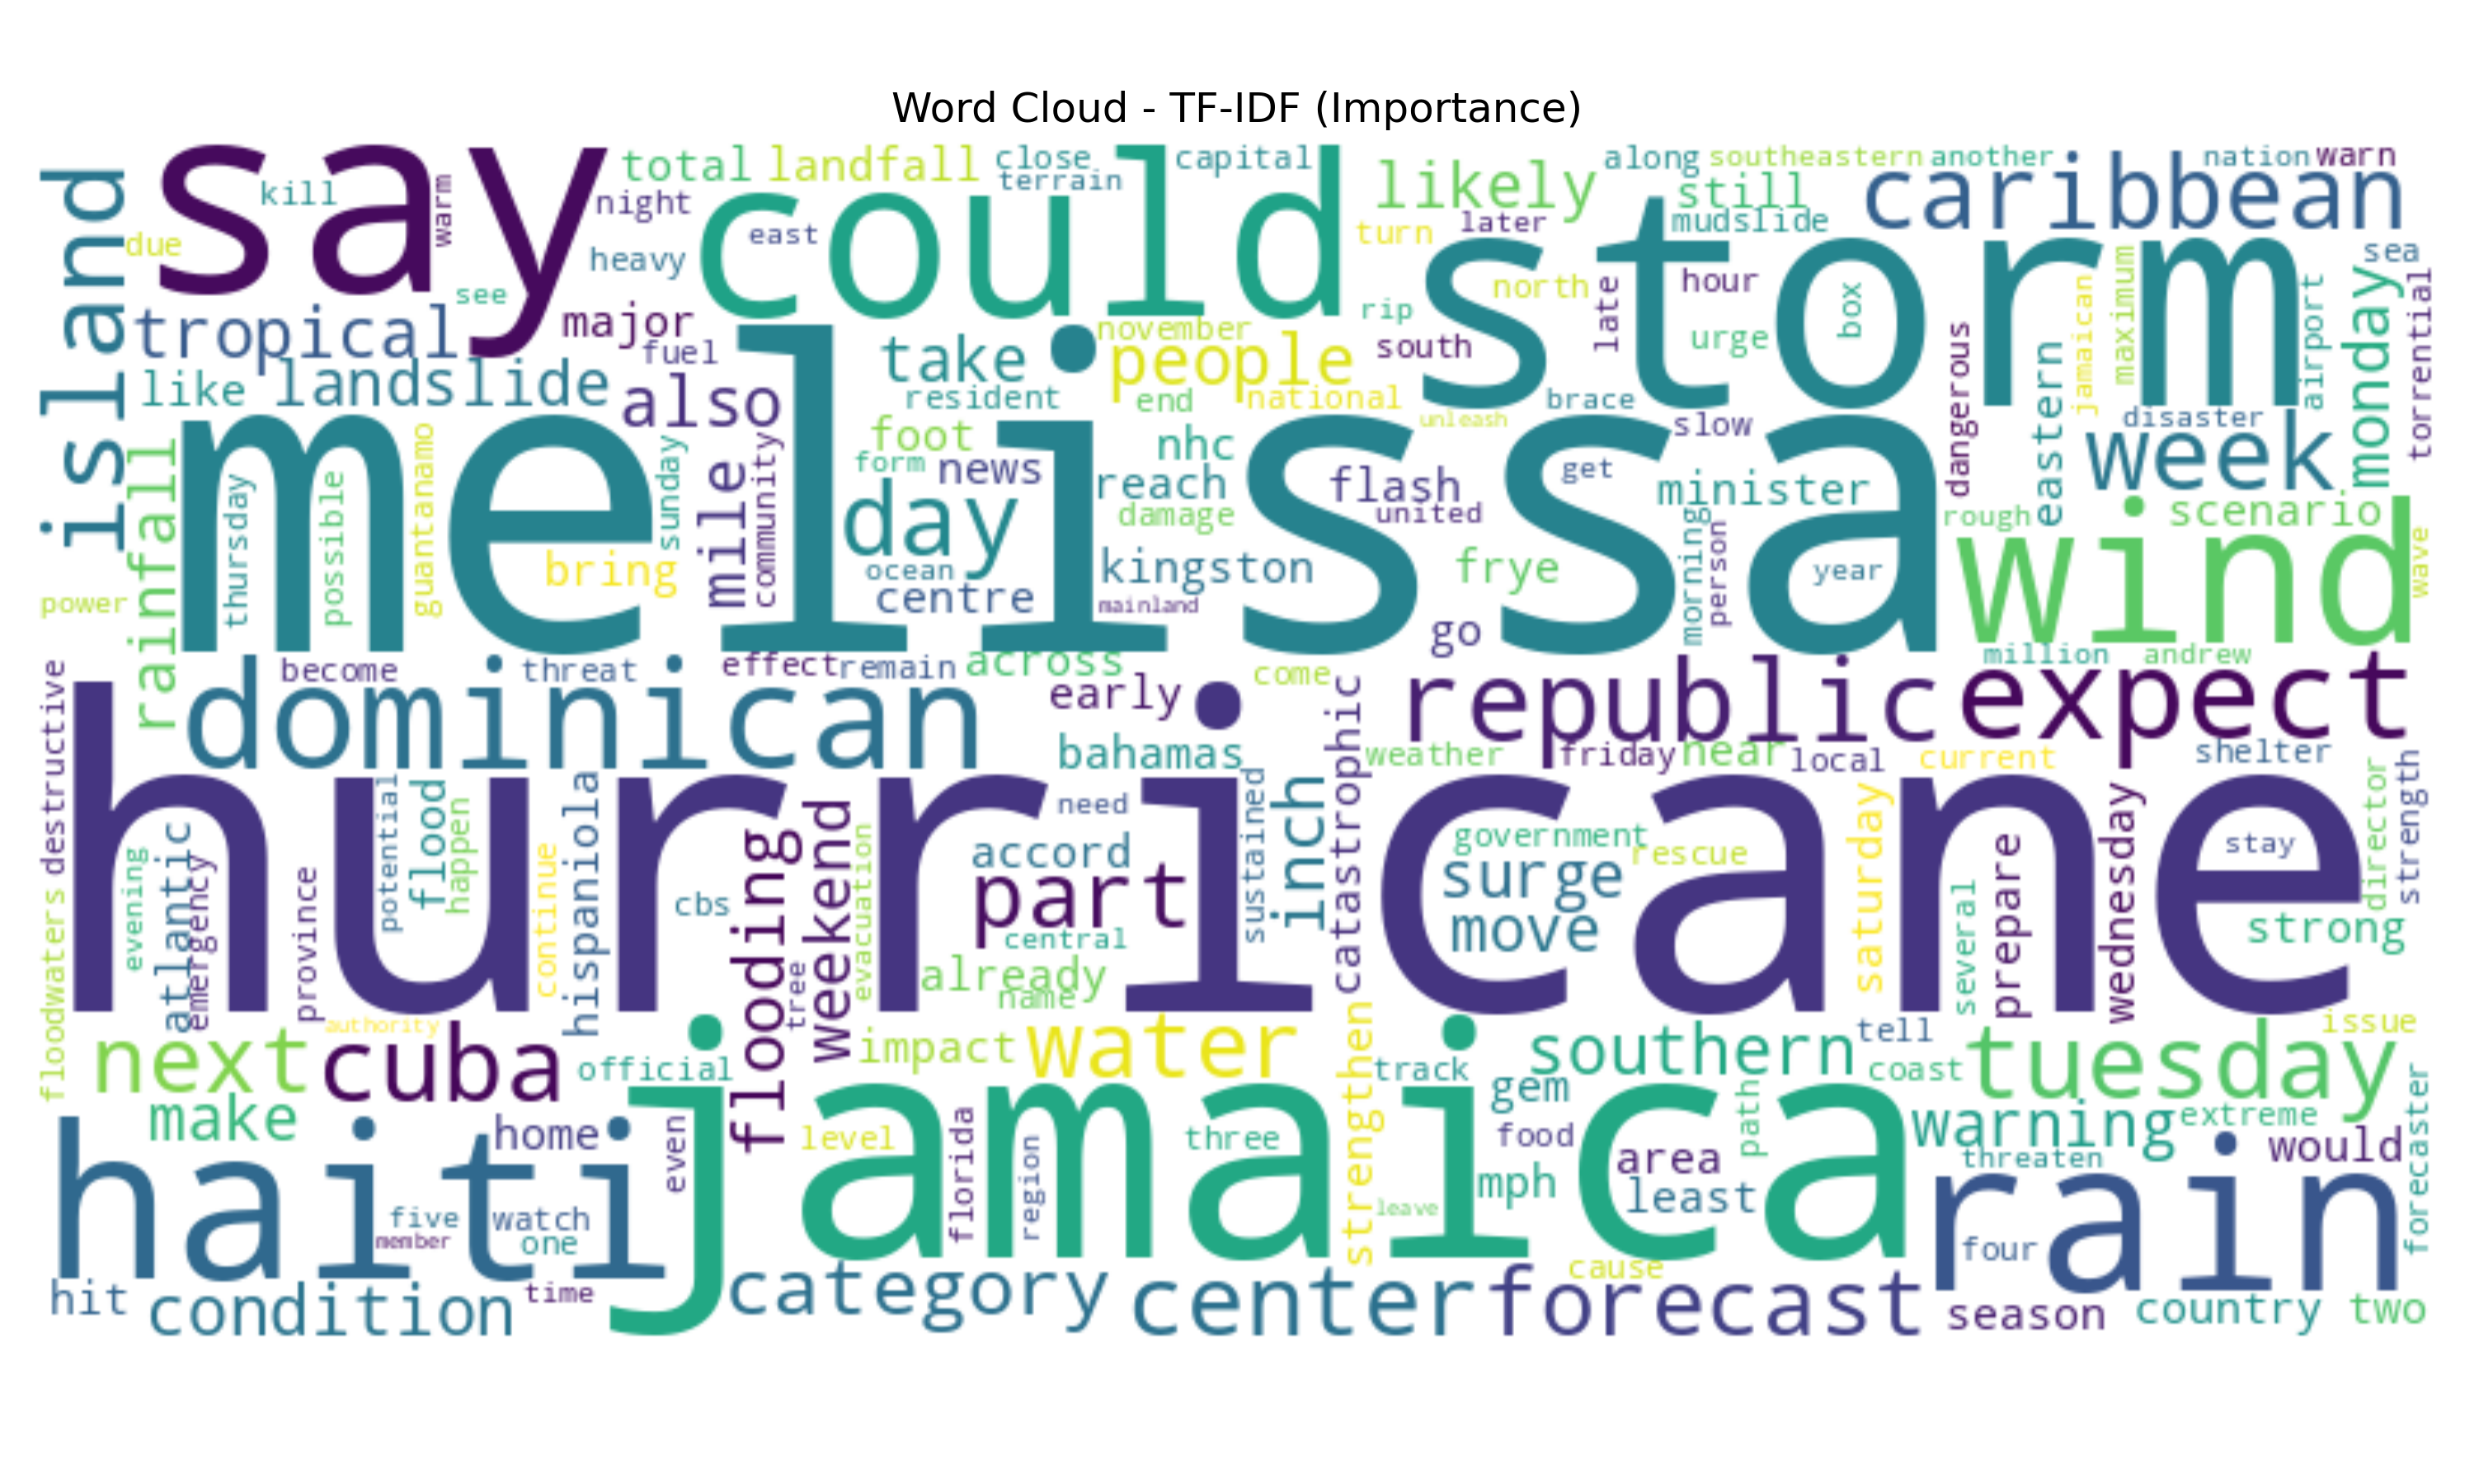 Word Cloud - TF-IDF (Importance)
say
could
storm
melissa
hurricane
jamaica
haiti
rain
wind
island
total
landfall
close
terrain
capital
likely
along
southeastern
another
nation
warn
still
mudslide
caribbean
kill
warm
night
due
east
heavy
later
turn
sea
see
north
late
hour
box
jamaican
maximum
airport
monday
torrential
tropical
major
fuel
november
people
rip
south
urge
dangerous
eastern
take
like
landslide
also
resident
end
national
brace
unleash
slow
disaster
week
rainfall
thursday
possible
guantanamo
sunday
mile
community
foot
form
news
day
nhc
reach
damage
flash
united
get
minister
morning
person
rough
scenario
wave
bring
ocean
centre
kingston
mainland
frye
year
power
go
become
threat
effect
remain
across
early
come
million
andrew
destructive
dominican
republic
expect
bahamas
catastrophic
weather
friday
near
local
current
shelter
director
strength
potential
flood
happen
hispaniola
weekend
flooding
need
sustained
inch
government
rescue
saturday
wednesday
stay
evening
atlantic
emergency
province
continue
cbs
evacuation
accord
part
central
surge
move
several
prepare
strong
floodwaters
already
name
tree
authority
next
cuba
official
impact
water
strengthen
track
southern
tell
coast
tuesday
issue
make
home
even
level
florida
region
three
gem
food
mph
area
least
path
warning
extreme
would
threaten
forecaster
five
member
watch
one
leave
four
hit
condition
time
category
center
forecast
cause
season
country
two